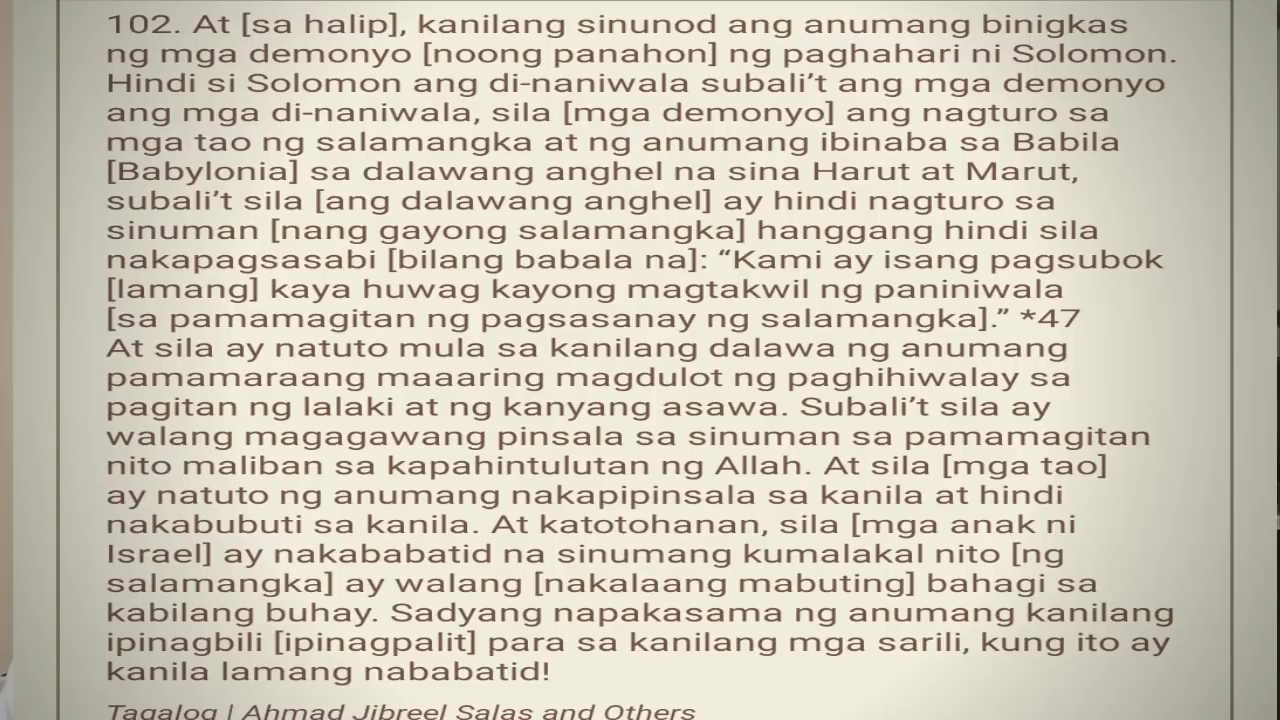 102. At [sa halip], kanilang sinunod ang anumang binigkas
ng mga demonyo [noong panahon] ng paghahari ni Solomon.
Hindi si Solomon ang di-naniwala subali’t ang mga demonyo
ang mga di-naniwala, sila [mga demonyo] ang nagturo sa
mga tao ng salamangka at ng anumang ibinaba sa Babila
[Babylonia] sa dalawang anghel na sina Harut at Marut,
subali’t sila [ang dalawang anghel] ay hindi nagturo sa
sinuman [nang gayong salamangka] hanggang hindi sila
nakapagsasabi [bilang babala na]: “Kami ay isang pagsubok
[lamang] kaya huwag kayong magtakwil ng paniniwala
[sa pamamagitan ng pagsasanay ng salamangka].” *47
At sila ay natuto mula sa kanilang dalawa ng anumang
pamamaraang maaaring magdulot ng paghihiwalay sa
pagitan ng lalaki at ng kanyang asawa. Subali’t sila ay
walang magagawang pinsala sa sinuman sa pamamagitan
nito maliban sa kapahintulutan ng Allah. At sila [mga tao]
ay natuto ng anumang nakapipinsala sa kanila at hindi
nakabubuti sa kanila. At katotohanan, sila [mga anak ni
Israel] ay nakababatid na sinumang kumalakal nito [ng
salamangka] ay walang [nakalaang mabuting] bahagi sa
kabilang buhay. Sadyang napakasama ng anumang kanilang
ipinagbili [ipinagpalit] para sa kanilang mga sarili, kung ito ay
kanila lamang nababatid!
Tagalog | Ahmad Jibreel Salas and Others